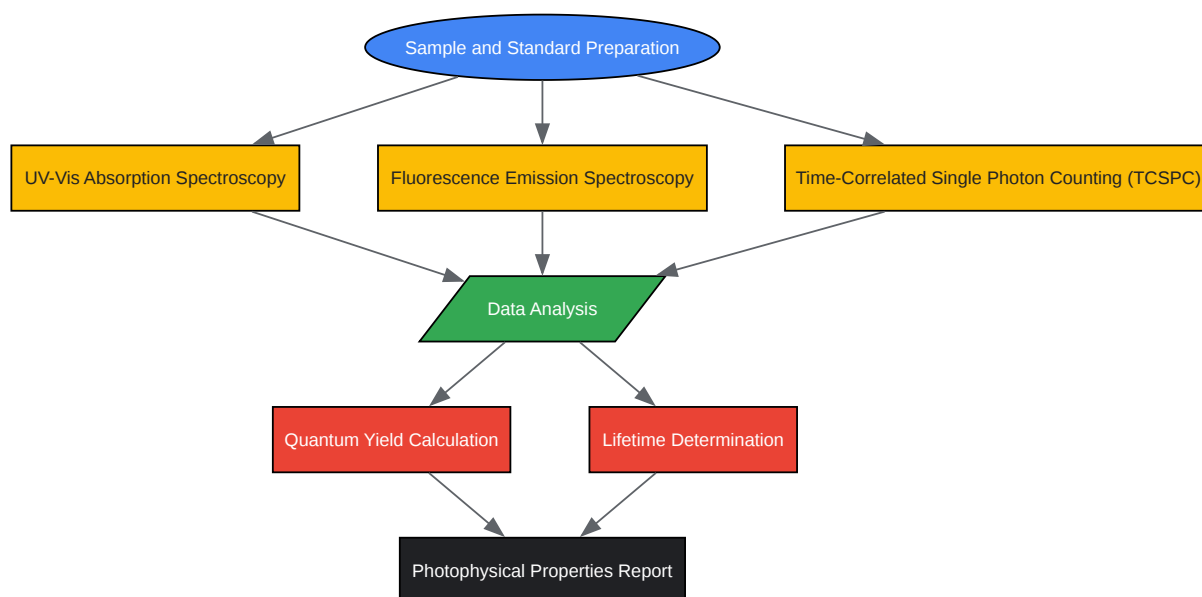 Sample and Standard Preparation
UV-Vis Absorption Spectroscopy
Fluorescence Emission Spectroscopy
Time-Correlated Single Photon Counting (TCSPC)
Data Analysis
Quantum Yield Calculation
Lifetime Determination
Photophysical Properties Report